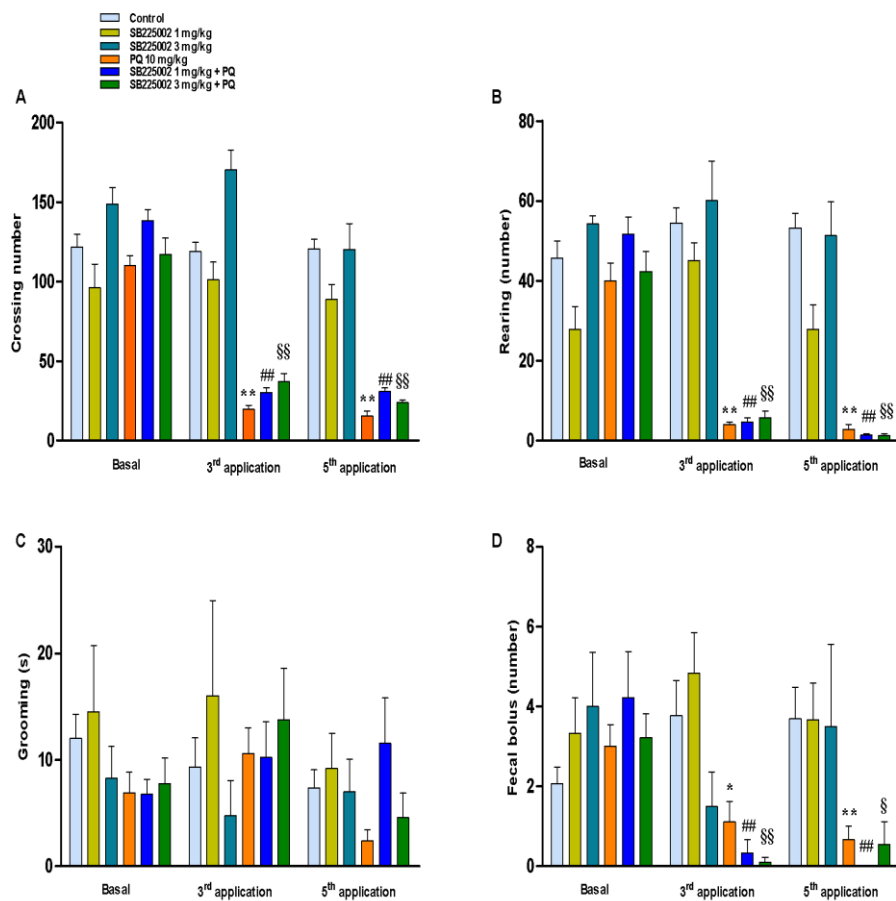 Control
SB225002 1 mg/kg
SB225002 3 mg/kg
PQ 10 mg/kg
SB225002 1 mg/kg + PQ
SB225002 3 mg/kg + PQ
A
Crossing number
200
150
100
50
0
** ## §§
** ## §§
Basal 3rd application 5th application
B
Rearing (number)
80
60
40
20
0
** ## §§
** ## §§
Basal 3rd application 5th application
C
Grooming (s)
30
20
10
0
Basal 3rd application 5th application
D
Fecal bolus (number)
8
6
4
2
0
* ## §§
** ## §
Basal 3rd application 5th application